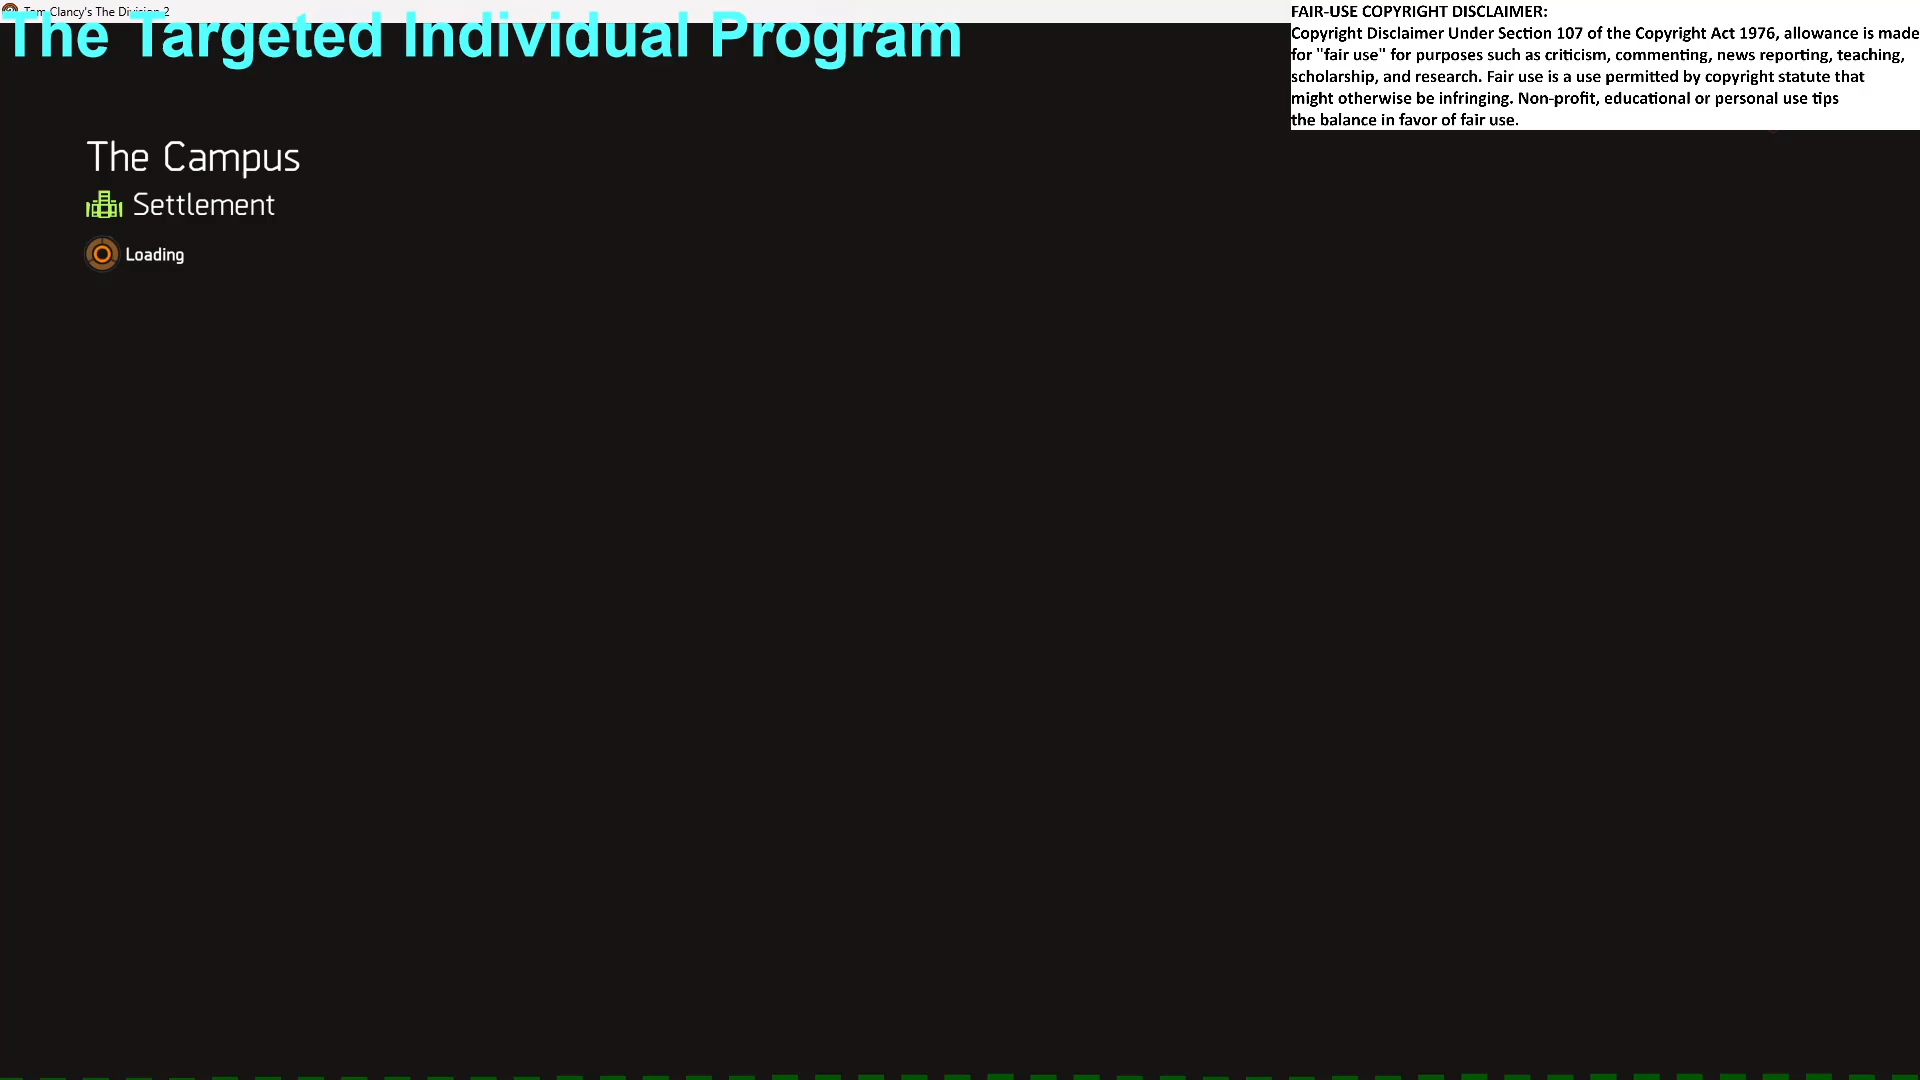 Tom Clancy's The Division 2
The Targeted Individual Program
FAIR-USE COPYRIGHT DISCLAIMER:
Copyright Disclaimer Under Section 107 of the Copyright Act 1976, allowance is made
for "fair use" for purposes such as criticism, commenting, news reporting, teaching,
scholarship, and research. Fair use is a use permitted by copyright statute that
might otherwise be infringing. Non-profit, educational or personal use tips
the balance in favor of fair use.
The Campus
Settlement
Loading